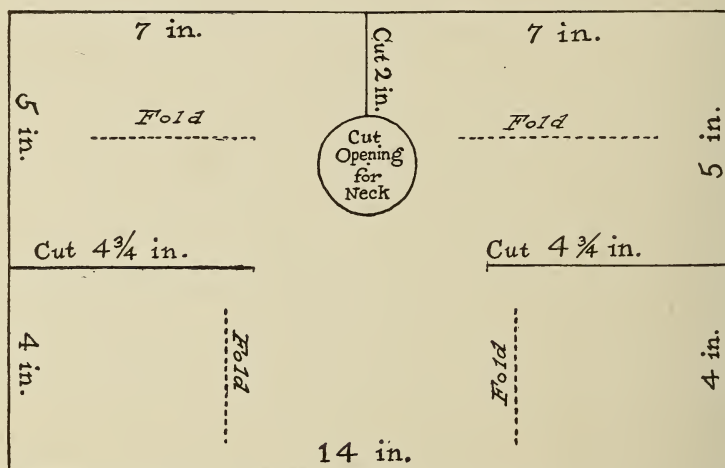 7 in.
7 in.
Cut 2 in.
5 in.
Fold
Fold
5 in.
Cut
Opening
for
Neck
Cut 4¾ in.
Cut 4¾ in.
4 in.
Fold
Fold
4 in.
14 in.